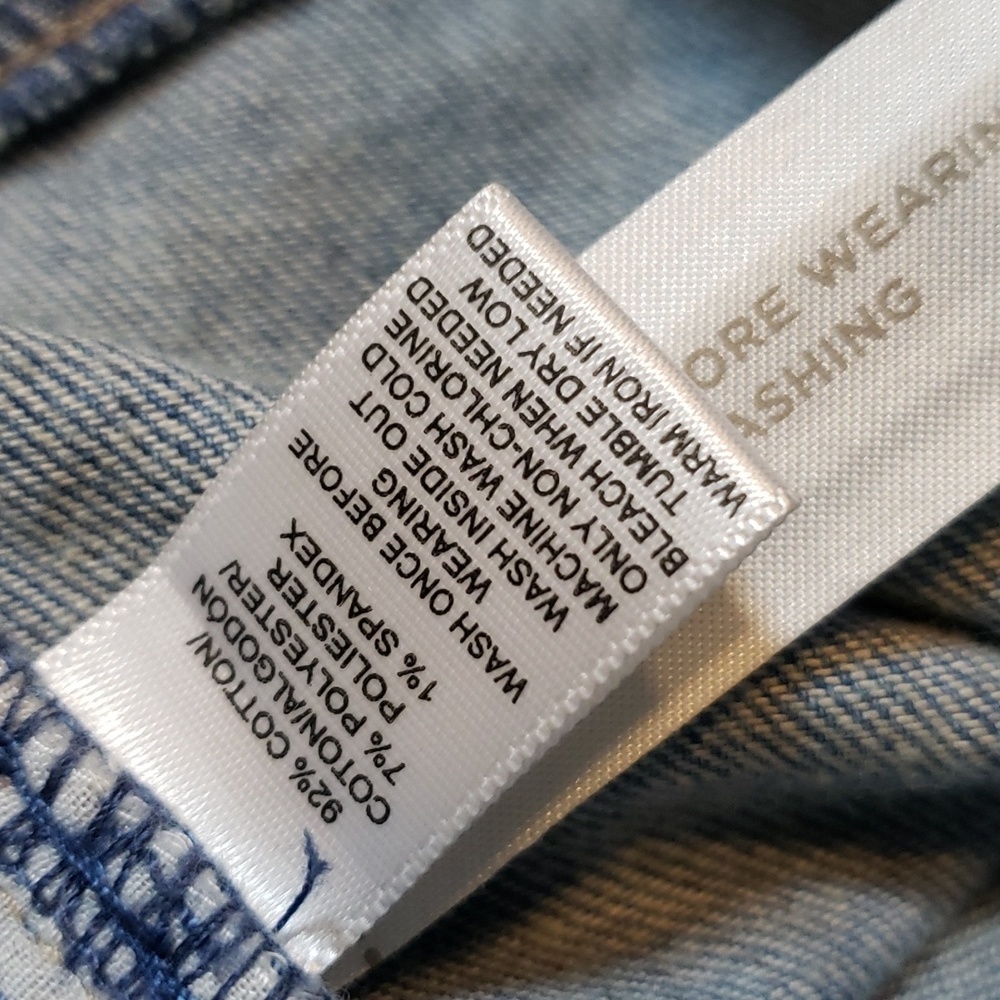 92% COTTON/
COTON/ALGODÓN
7% POLYESTER/
POLIESTER
1% SPANDEX
WASH ONCE BEFORE
WEARING
WASH INSIDE OUT
MACHINE WASH COLD
ONLY NON-CHLORINE
BLEACH WHEN NEEDED
TUMBLE DRY LOW
WARM IRON IF NEEDED
ORE WEARIN
ASHING